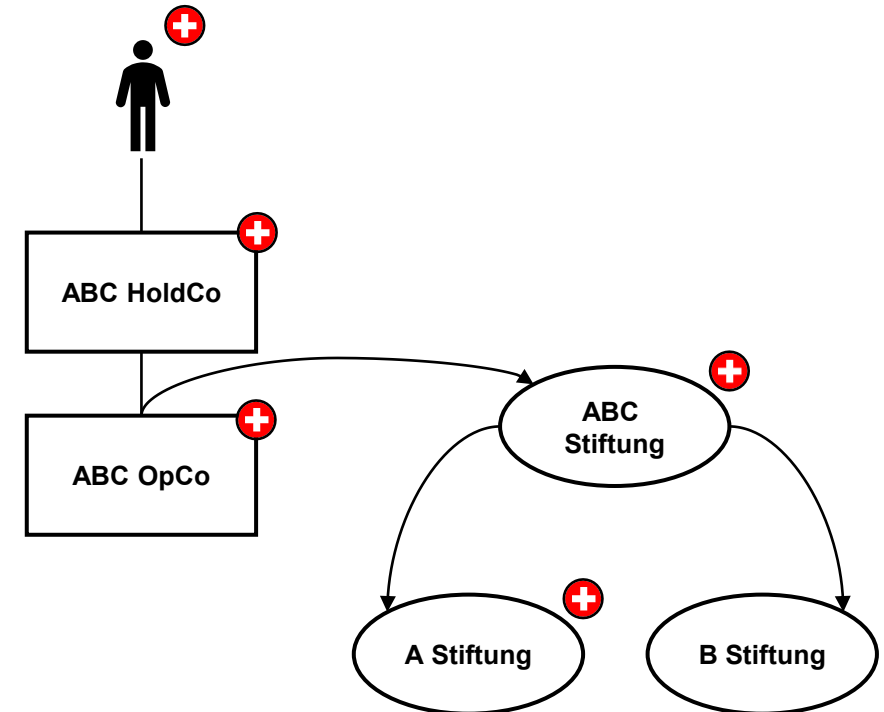 ABC HoldCo
ABC OpCo
ABC
Stiftung
A Stiftung
B Stiftung